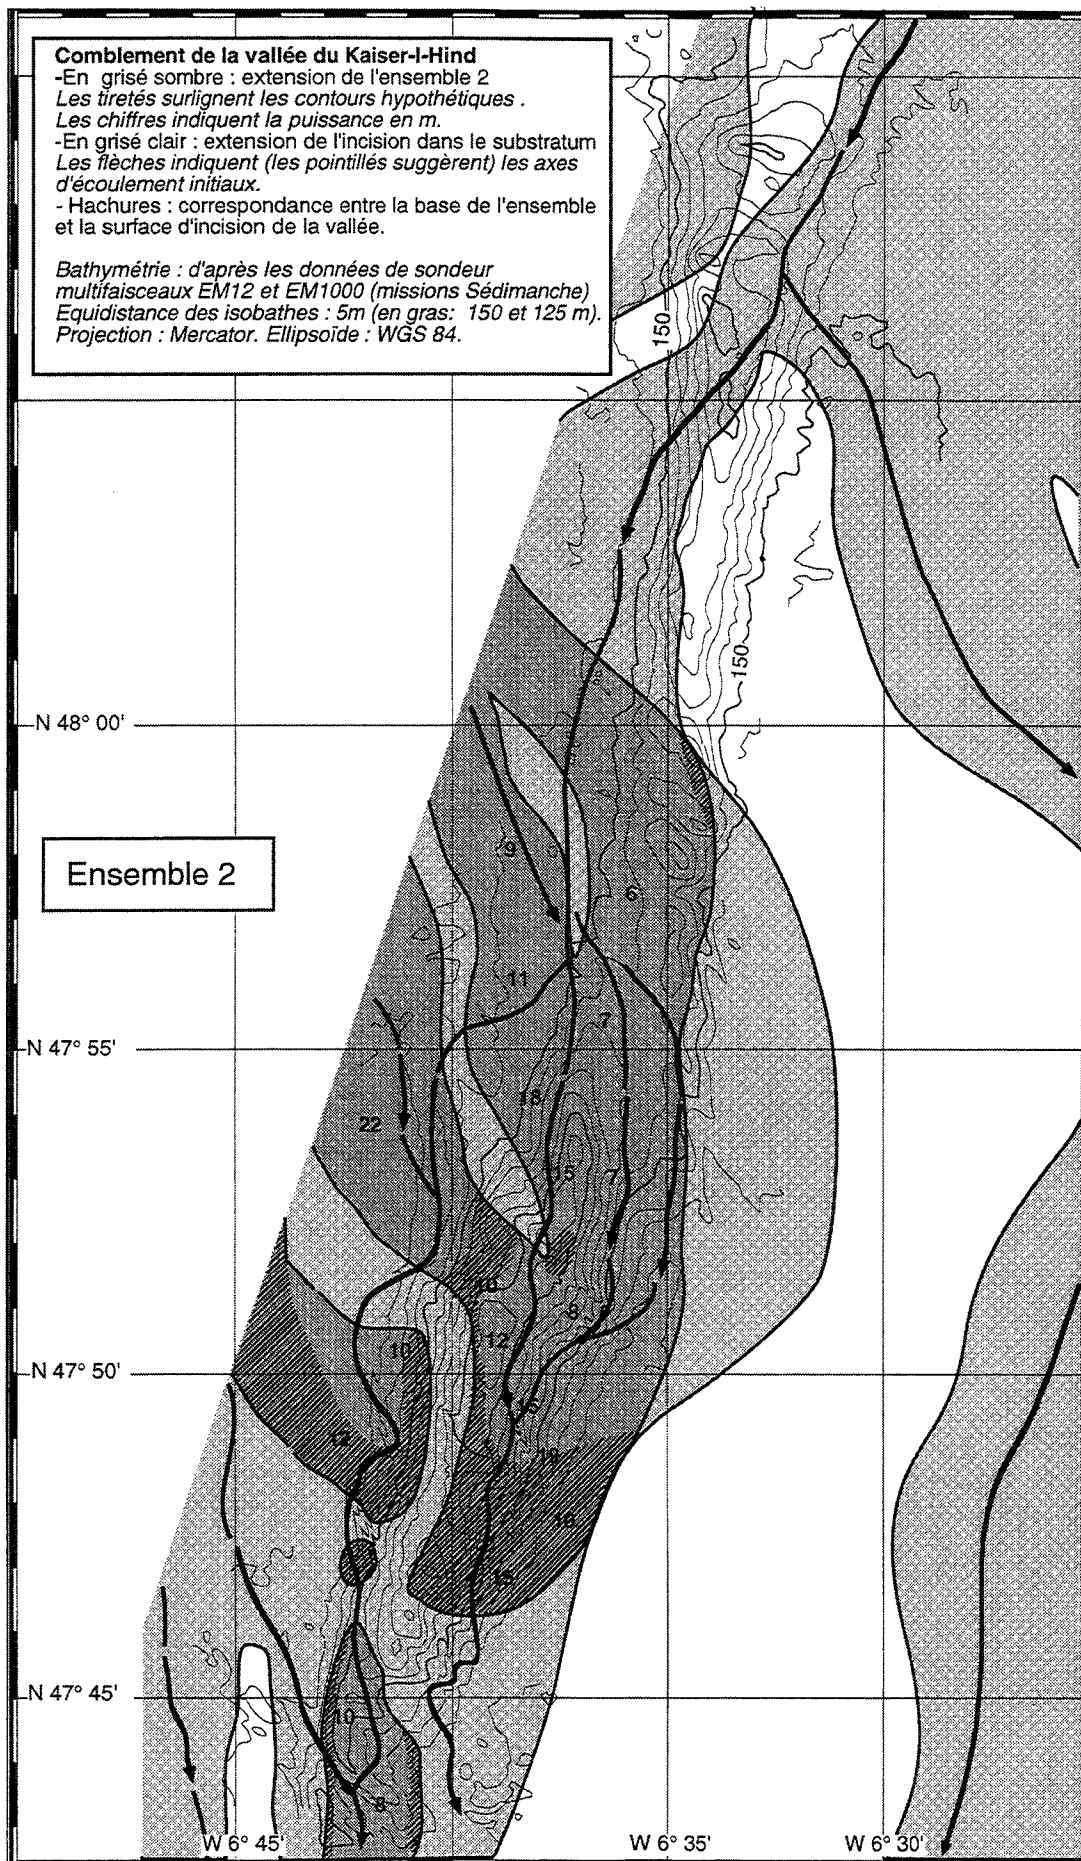 Comblement de la vallée du Kaiser-I-Hind
-En grisé sombre : extension de l'ensemble 2
Les tiretés surlignent les contours hypothétiques .
Les chiffres indiquent la puissance en m.
-En grisé clair : extension de l'incision dans le substratum
Les flèches indiquent (les pointillés suggèrent) les axes
d'écoulement initiaux.
- Hachures : correspondance entre la base de l'ensemble
et la surface d'incision de la vallée.
Bathymétrie : d'après les données de sondeur
multifaisceaux EM12 et EM1000 (missions Sédimanche)
Equidistance des isobathes : 5m (en gras: 150 et 125 m).
Projection : Mercator. Ellipsoïde : WGS 84.
150
150
N 48° 00'
9
Ensemble 2
6
11
7
N 47° 55'
18
22
15
7
10
8
12
10
N 47° 50'
15
12
18
15
N 47° 45'
10
8
W 6° 45'
W 6° 35'
W 6° 30'